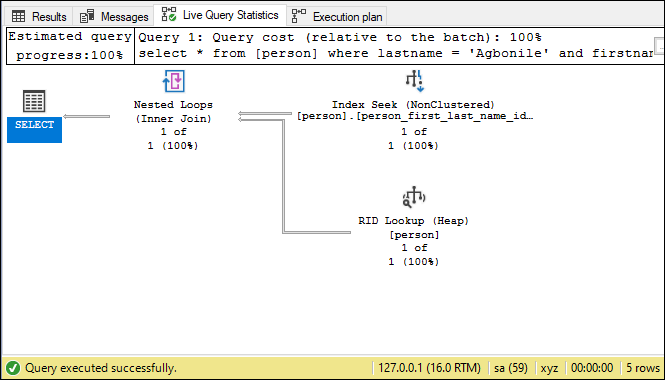 Results Messages Live Query Statistics Execution plan
Estimated query
progress:100%
Query 1: Query cost (relative to the batch): 100%
select * from [person] where lastname = 'Agbonile' and firstnam
SELECT
Nested Loops
(Inner Join)
1 of
1 (100%)
Index Seek (NonClustered)
[person].[person_first_last_name_id…
1 of
1 (100%)
RID Lookup (Heap)
[person]
1 of
1 (100%)
Query executed successfully. 127.0.0.1 (16.0 RTM) sa (59) xyz 00:00:00 5 rows